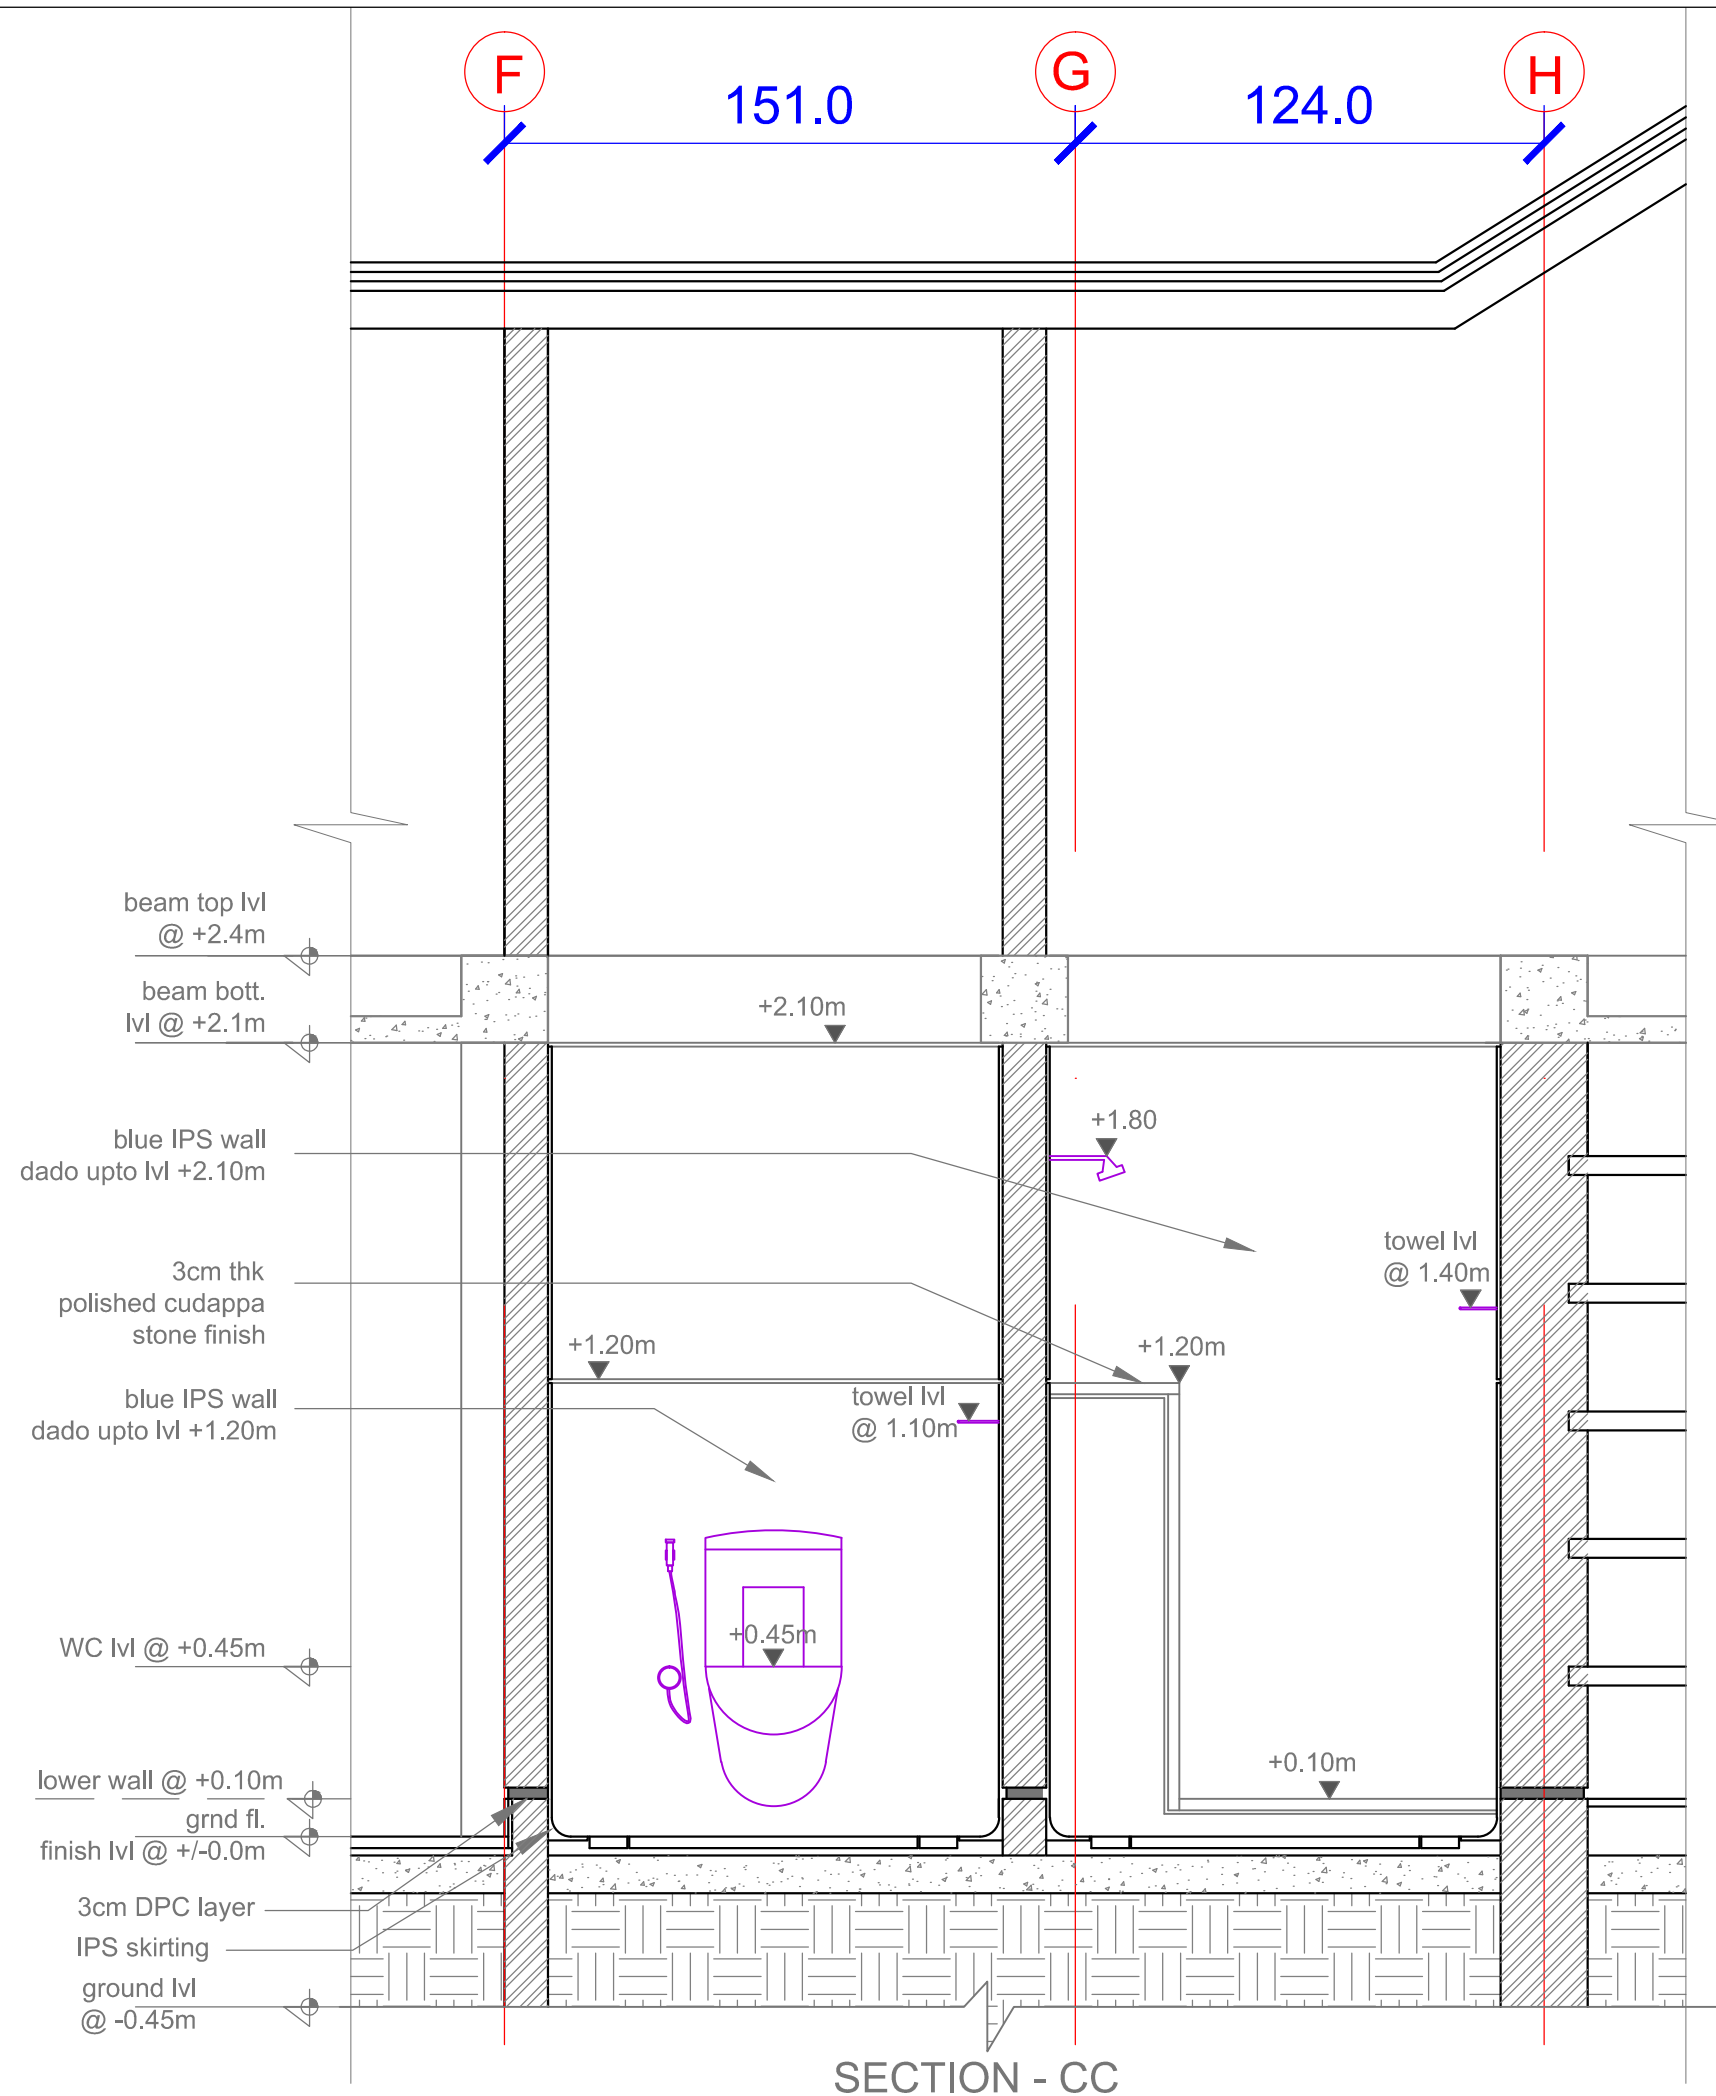 F
G
H
151.0
124.0
beam top lvl
@ +2.4m
beam bott.
lvl @ +2.1m
+2.10m
blue IPS wall
dado upto lvl +2.10m
+1.80
3cm thk
polished cudappa
stone finish
towel lvl
@ 1.40m
+1.20m
+1.20m
blue IPS wall
dado upto lvl +1.20m
towel lvl
@ 1.10m
WC lvl @ +0.45m
+0.45m
lower wall @ +0.10m
+0.10m
grnd fl.
finish lvl @ +/-0.0m
3cm DPC layer
IPS skirting
ground lvl
@ -0.45m
SECTION - CC